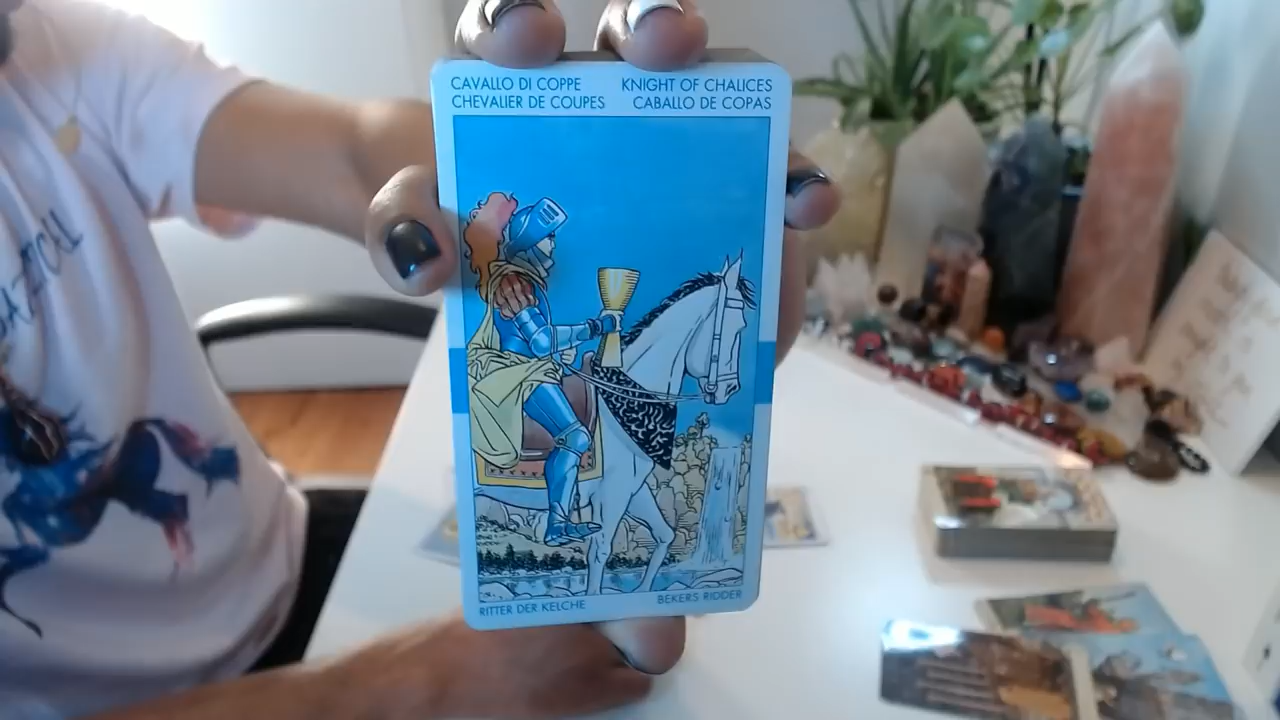 CAVALLO DI COPPE
CHEVALIER DE COUPES
KNIGHT OF CHALICES
CABALLO DE COPAS
RITTER DER KELCHE
BEKERS RIDDER